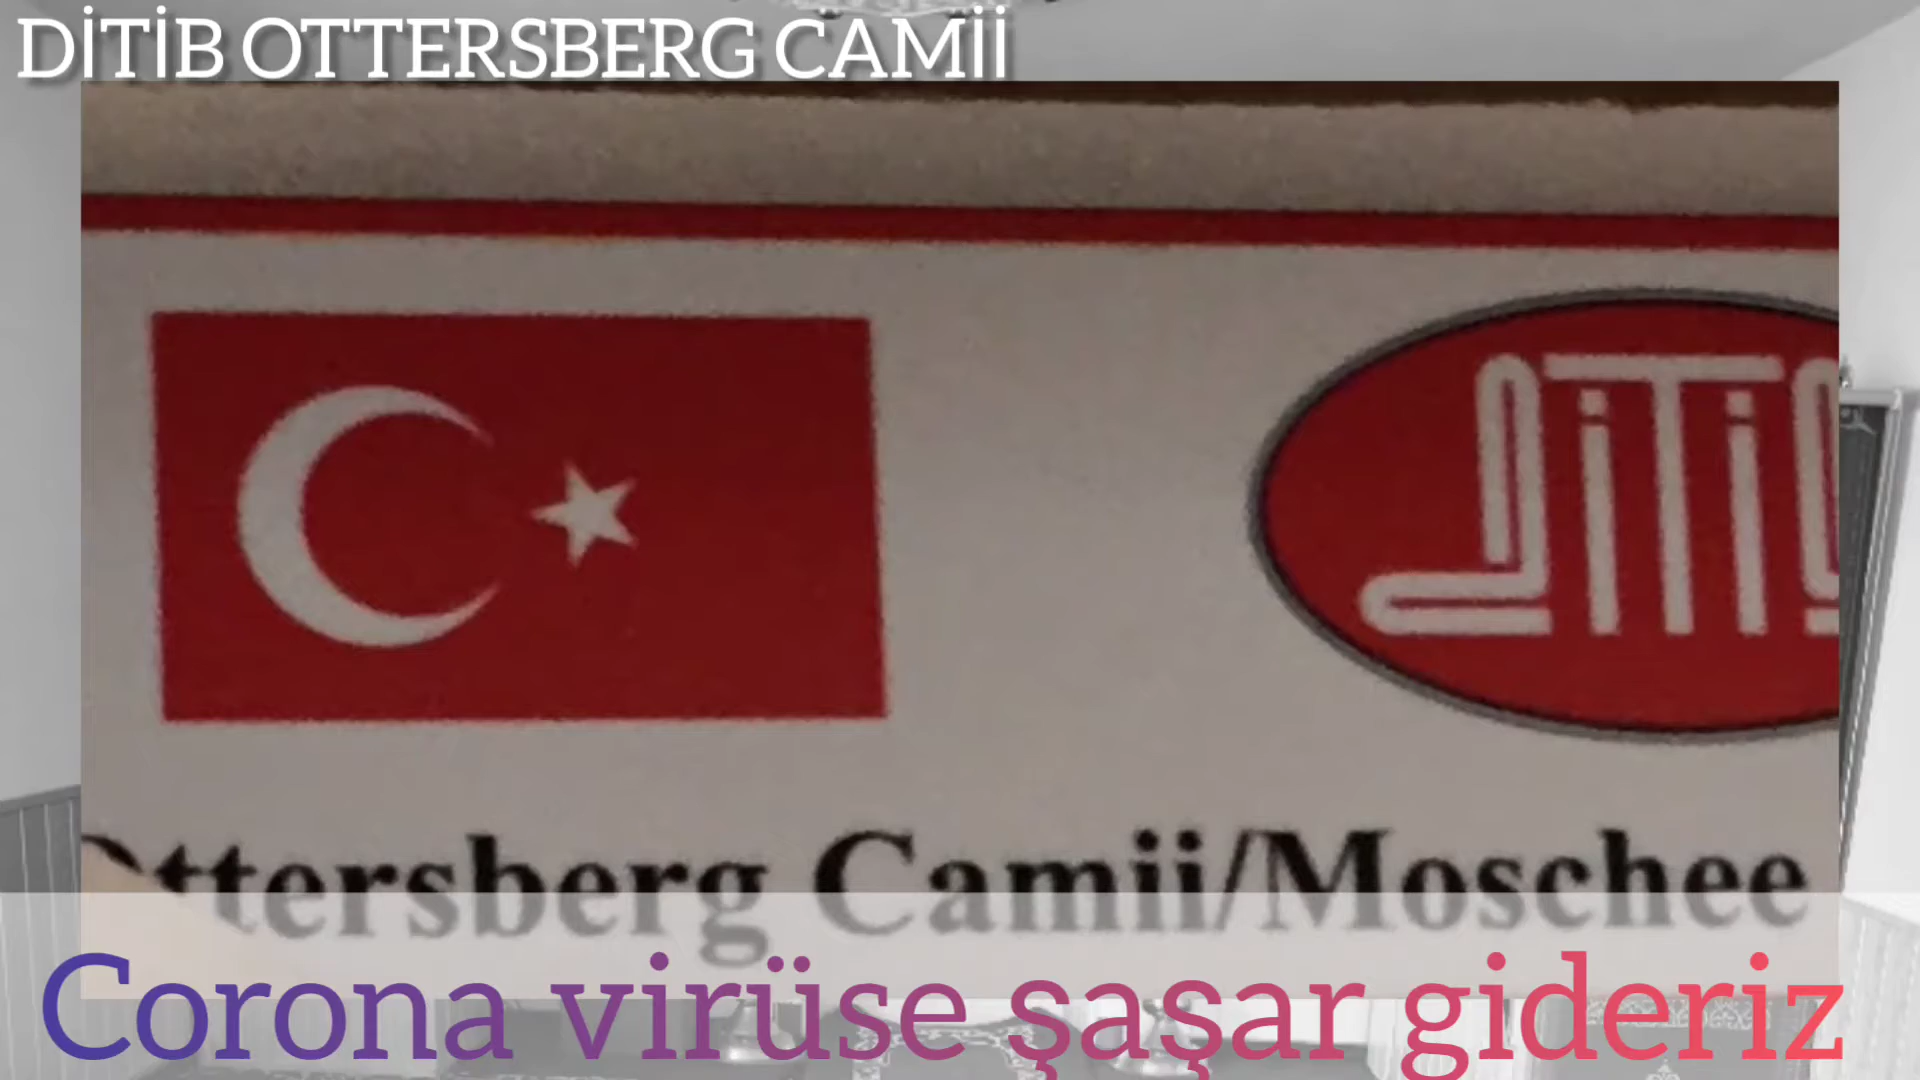 DİTİB OTTERSBERG CAMİİ
DİTİB
Ottersberg Camii/Moschee
Corona virüse şaşar gideriz